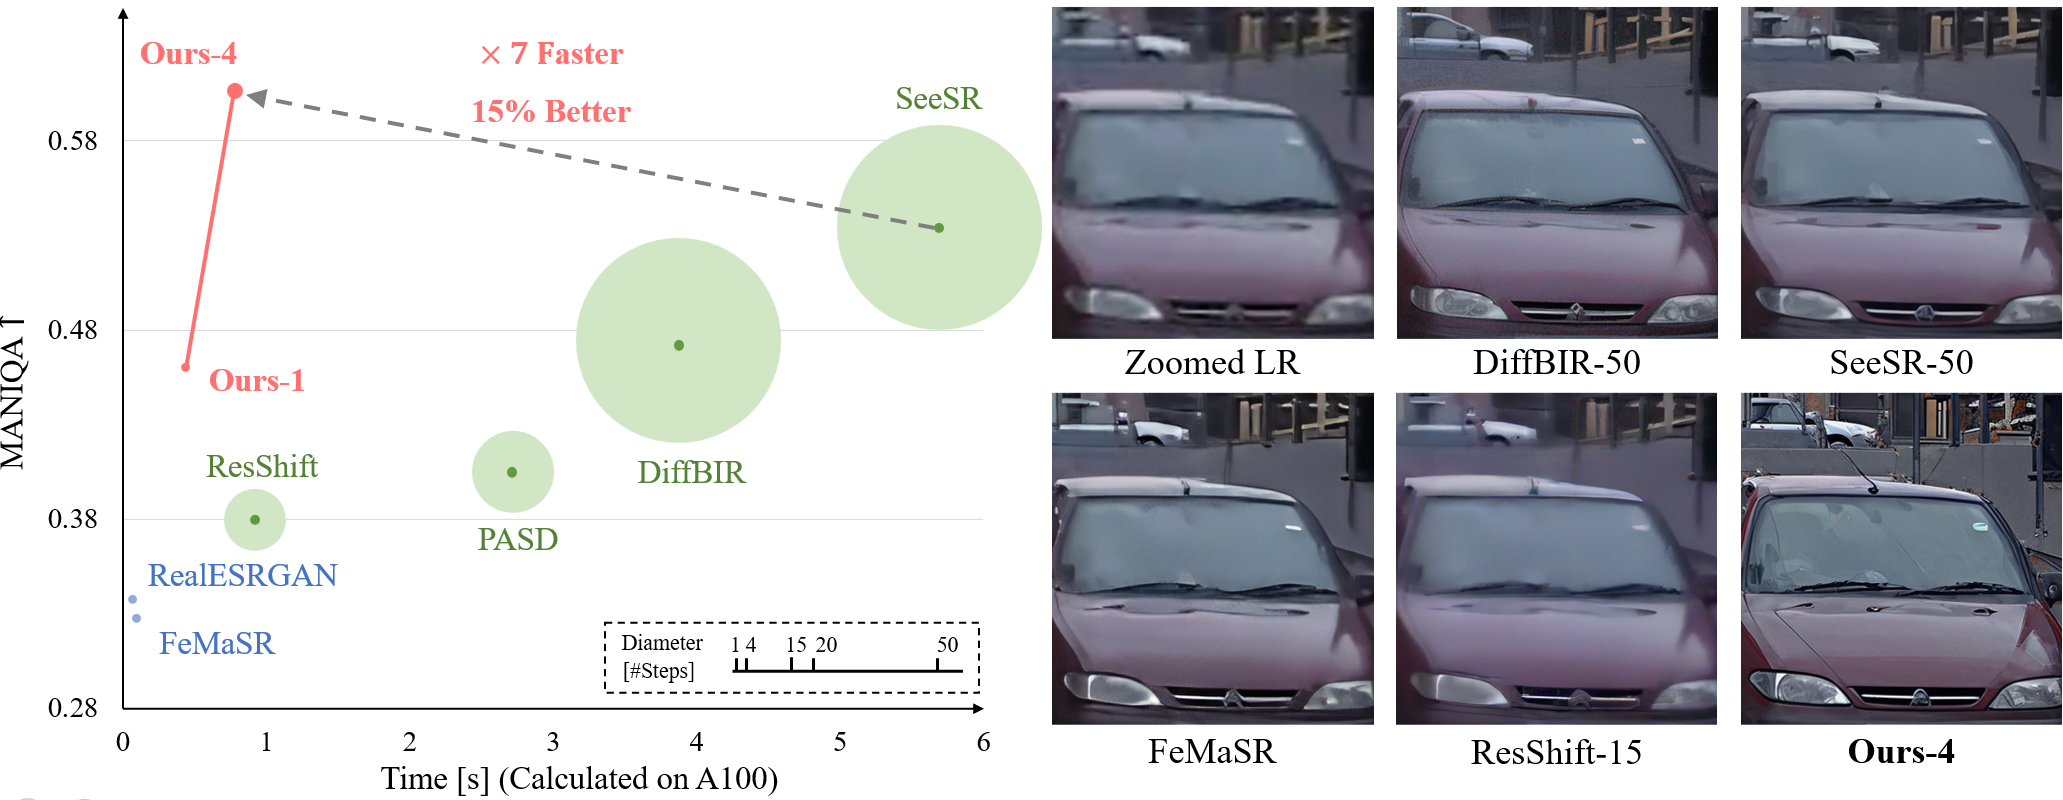 Ours-4
× 7 Faster
15% Better
SeeSR
0.58
0.48
MANIQA ↑
Ours-1
ResShift
DiffBIR
0.38
PASD
RealESRGAN
FeMaSR
Diameter 1 4 15 20 50
[#Steps]
0.28
0 1 2 3 4 5 6
Time [s] (Calculated on A100)
Zoomed LR
DiffBIR-50
SeeSR-50
FeMaSR
ResShift-15
Ours-4